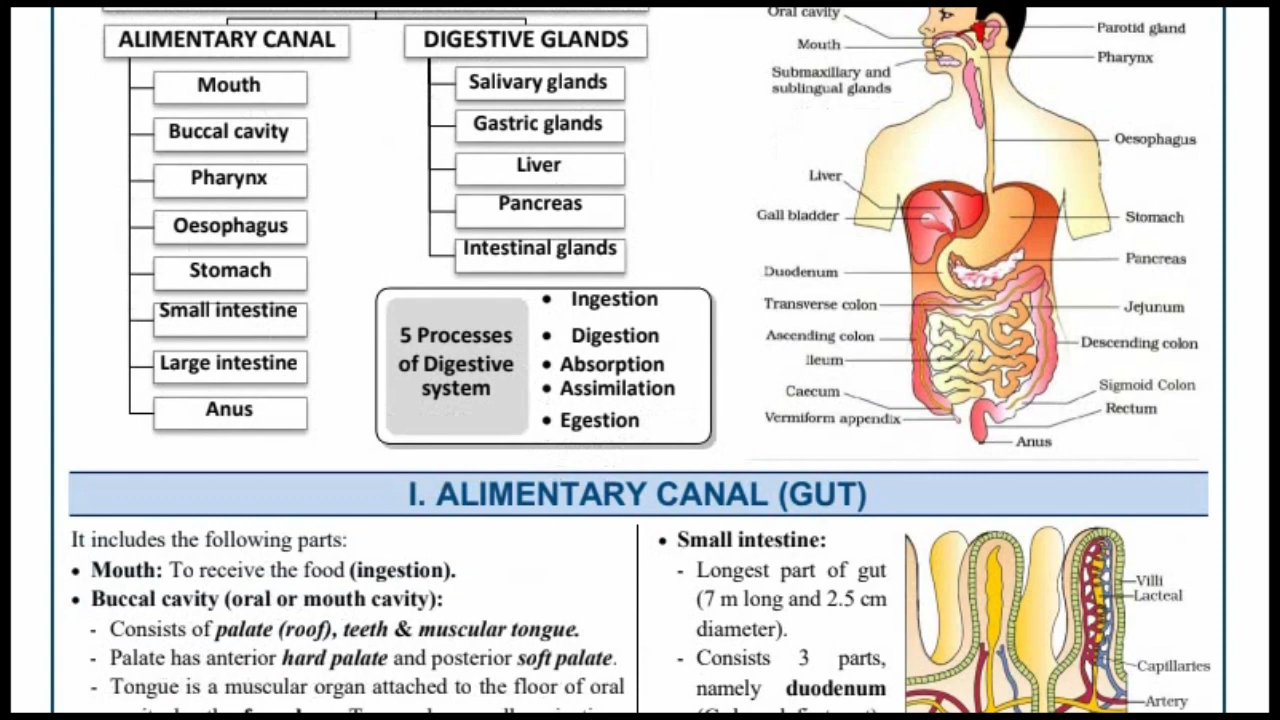 ALIMENTARY CANAL
Mouth
Buccal cavity
Pharynx
Oesophagus
Stomach
Small intestine
Large intestine
Anus
DIGESTIVE GLANDS
Salivary glands
Gastric glands
Liver
Pancreas
Intestinal glands
5 Processes
of Digestive
system
• Ingestion
• Digestion
• Absorption
• Assimilation
• Egestion
Oral cavity
Mouth
Submaxillary and
sublingual glands
Liver
Gall bladder
Duodenum
Transverse colon
Ascending colon
Ileum
Caecum
Vermiform appendix
Parotid gland
Pharynx
Oesophagus
Stomach
Pancreas
Jejunum
Descending colon
Sigmoid Colon
Rectum
Anus
I. ALIMENTARY CANAL (GUT)
It includes the following parts:
• Mouth: To receive the food (ingestion).
• Buccal cavity (oral or mouth cavity):
- Consists of palate (roof), teeth & muscular tongue.
- Palate has anterior hard palate and posterior soft palate.
- Tongue is a muscular organ attached to the floor of oral
• Small intestine:
- Longest part of gut
(7 m long and 2.5 cm
diameter).
- Consists 3 parts,
namely duodenum
Villi
Lacteal
Capillaries
Artery